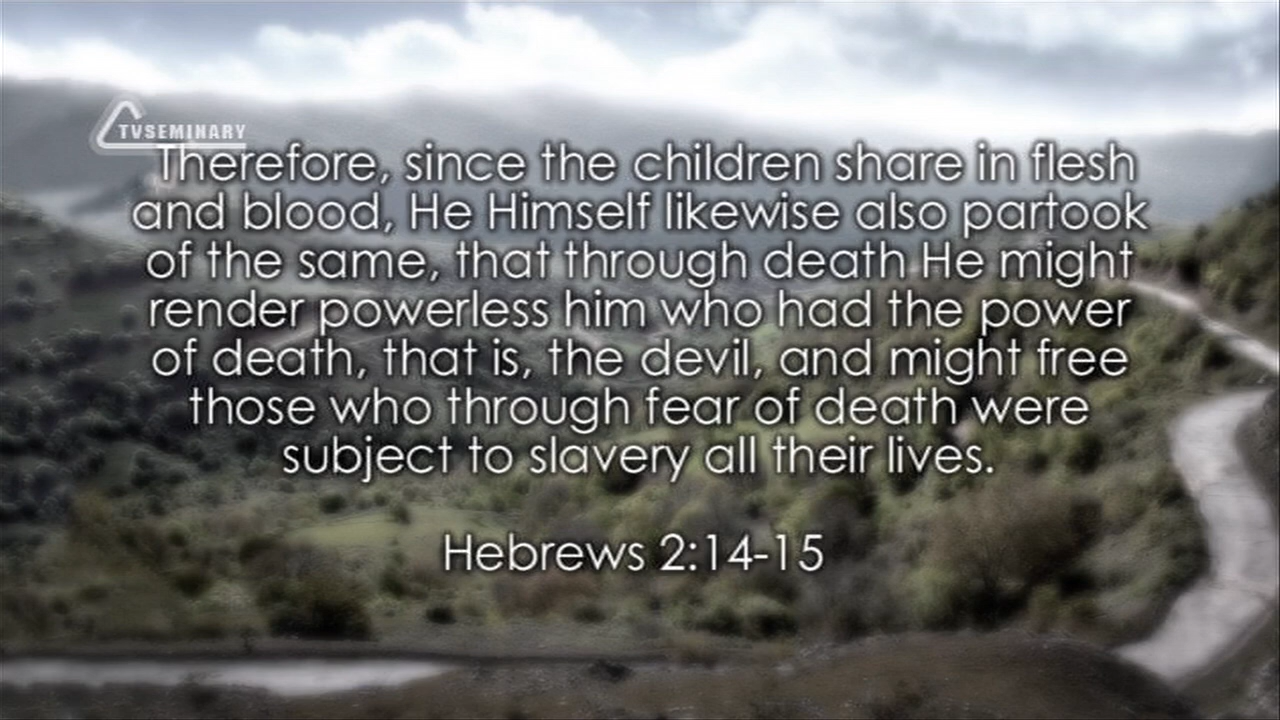 TVSEMINARY
Therefore, since the children share in flesh
and blood, He Himself likewise also partook
of the same, that through death He might
render powerless him who had the power
of death, that is, the devil, and might free
those who through fear of death were
subject to slavery all their lives.
Hebrews 2:14-15